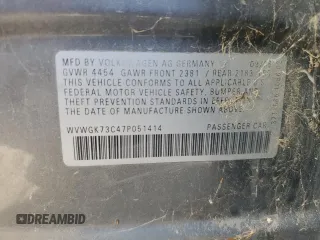 MFD BY VOLKSWAGEN AG GERMANY
GVWR 4464 GAWR FRONT 2381 / REAR
THIS VEHICLE CONFORMS TO ALL APPLICABLE
FEDERAL MOTOR VEHICLE SAFETY, BUMPER AND
THEFT PREVENTION STANDARDS IN EFFECT ON
THE DATE OF MANUFACTURE SHOWN ABOVE
WVWGK73C47P051414 PASSENGER CAR
DREAMBID